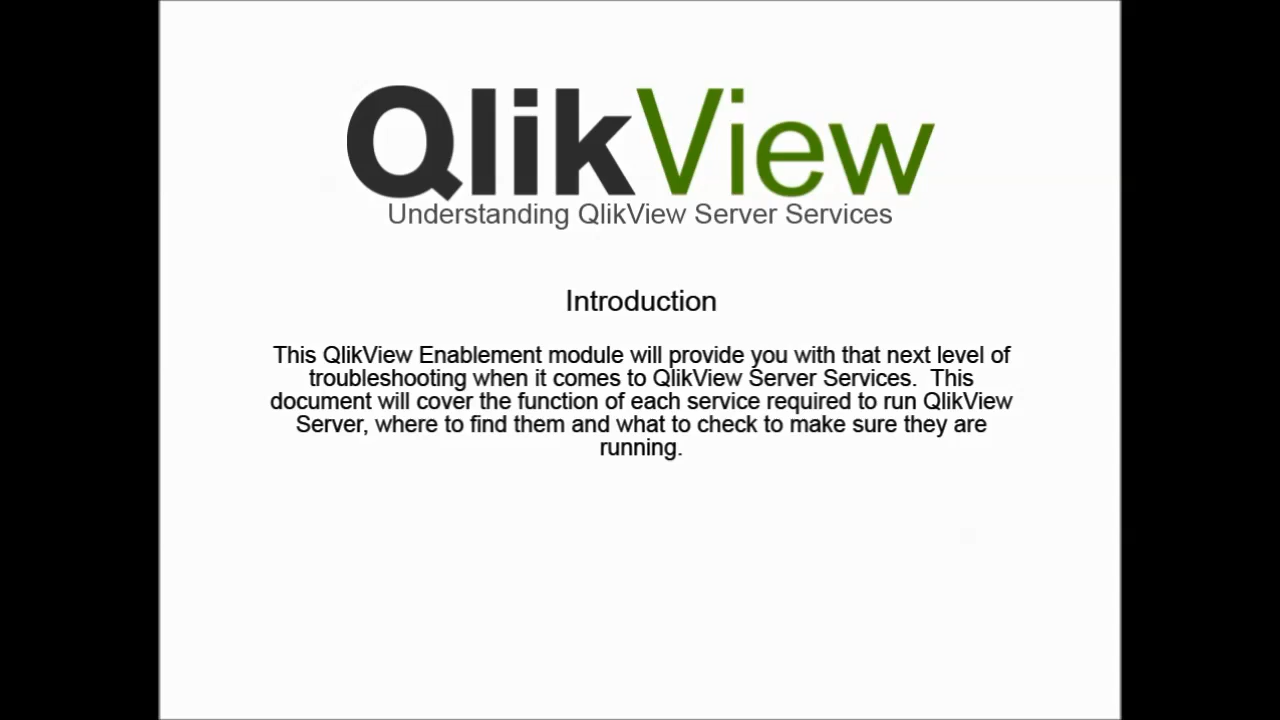 QlikView
Understanding QlikView Server Services
Introduction
This QlikView Enablement module will provide you with that next level of
troubleshooting when it comes to QlikView Server Services.  This
document will cover the function of each service required to run QlikView
Server, where to find them and what to check to make sure they are
running.